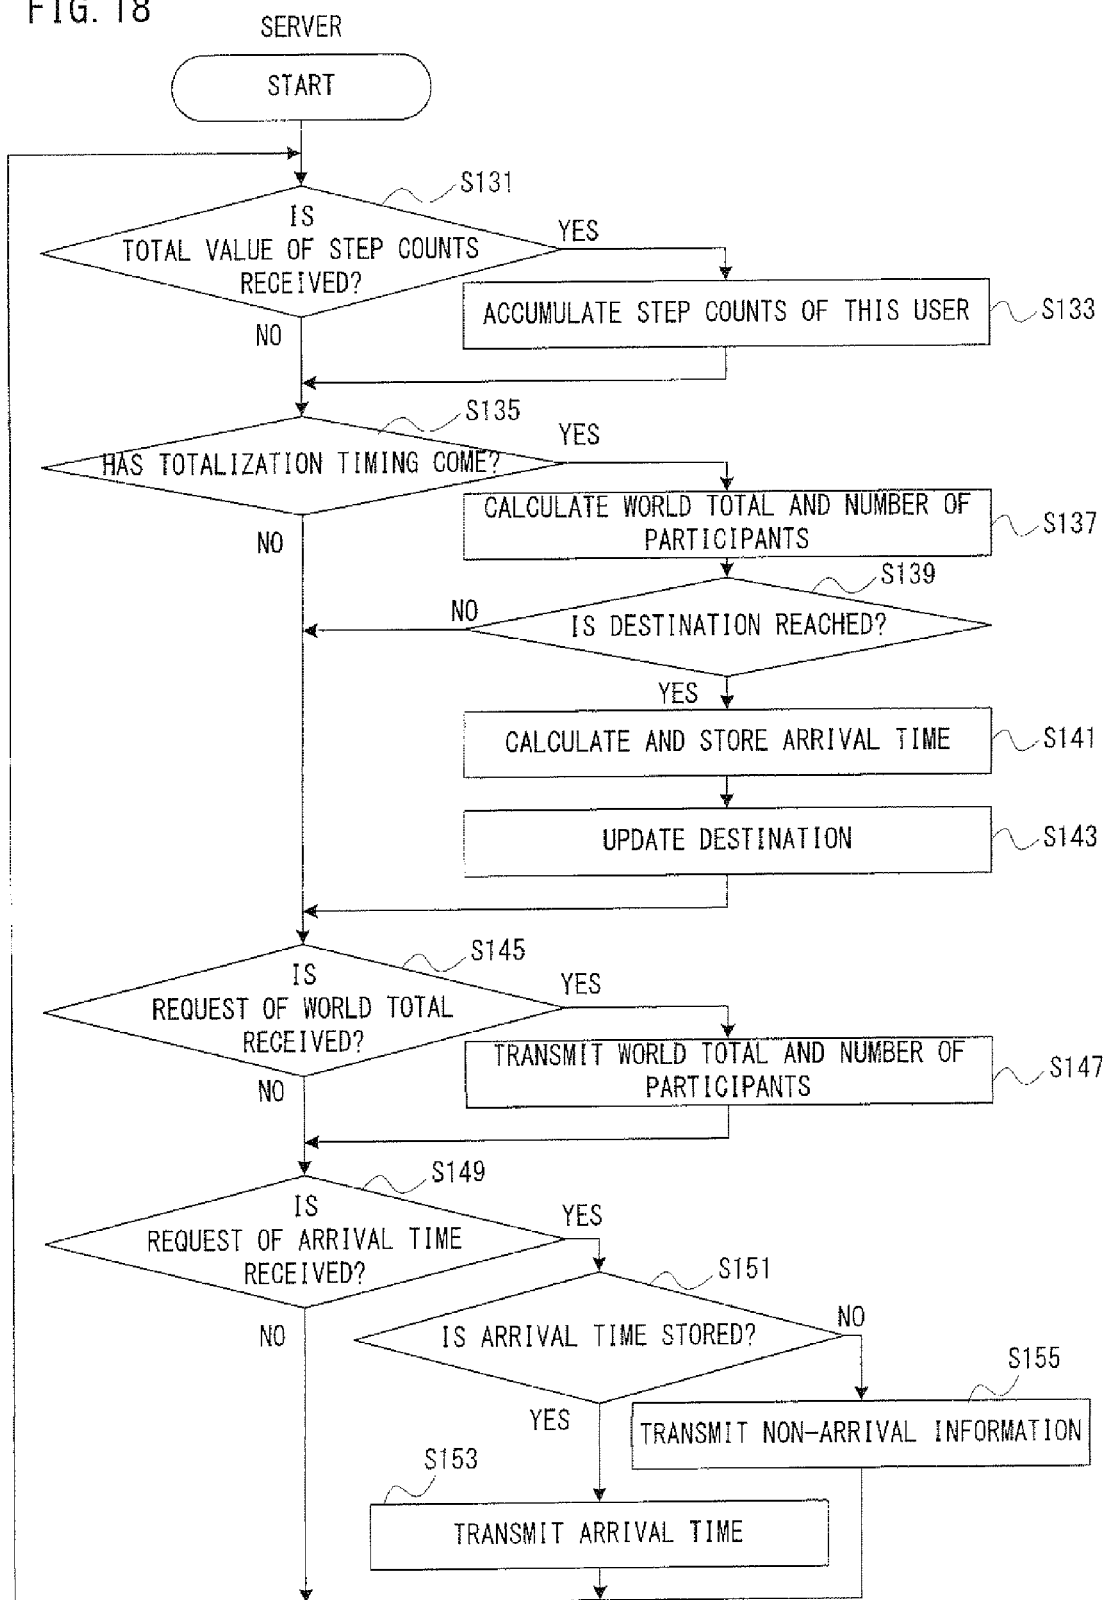 FIG. 18
SERVER
START
S131
IS
TOTAL VALUE OF STEP COUNTS
RECEIVED?
YES
ACCUMULATE STEP COUNTS OF THIS USER
S133
NO
S135
HAS TOTALIZATION TIMING COME?
YES
CALCULATE WORLD TOTAL AND NUMBER OF
PARTICIPANTS
S137
NO
S139
IS DESTINATION REACHED?
NO
YES
CALCULATE AND STORE ARRIVAL TIME
S141
UPDATE DESTINATION
S143
S145
IS
REQUEST OF WORLD TOTAL
RECEIVED?
YES
TRANSMIT WORLD TOTAL AND NUMBER OF
PARTICIPANTS
S147
NO
S149
IS
REQUEST OF ARRIVAL TIME
RECEIVED?
YES
S151
IS ARRIVAL TIME STORED?
NO
NO
S155
TRANSMIT NON-ARRIVAL INFORMATION
YES
S153
TRANSMIT ARRIVAL TIME